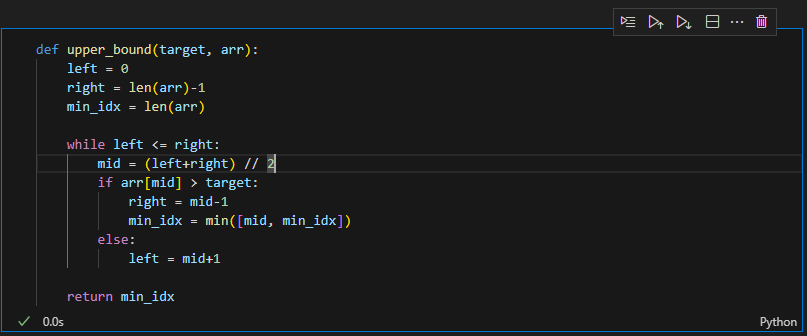 def upper_bound(target, arr):
    left = 0
    right = len(arr)-1
    min_idx = len(arr)

    while left <= right:
        mid = (left+right) // 2
        if arr[mid] > target:
            right = mid-1
            min_idx = min([mid, min_idx])
        else:
            left = mid+1

    return min_idx
0.0s
Python